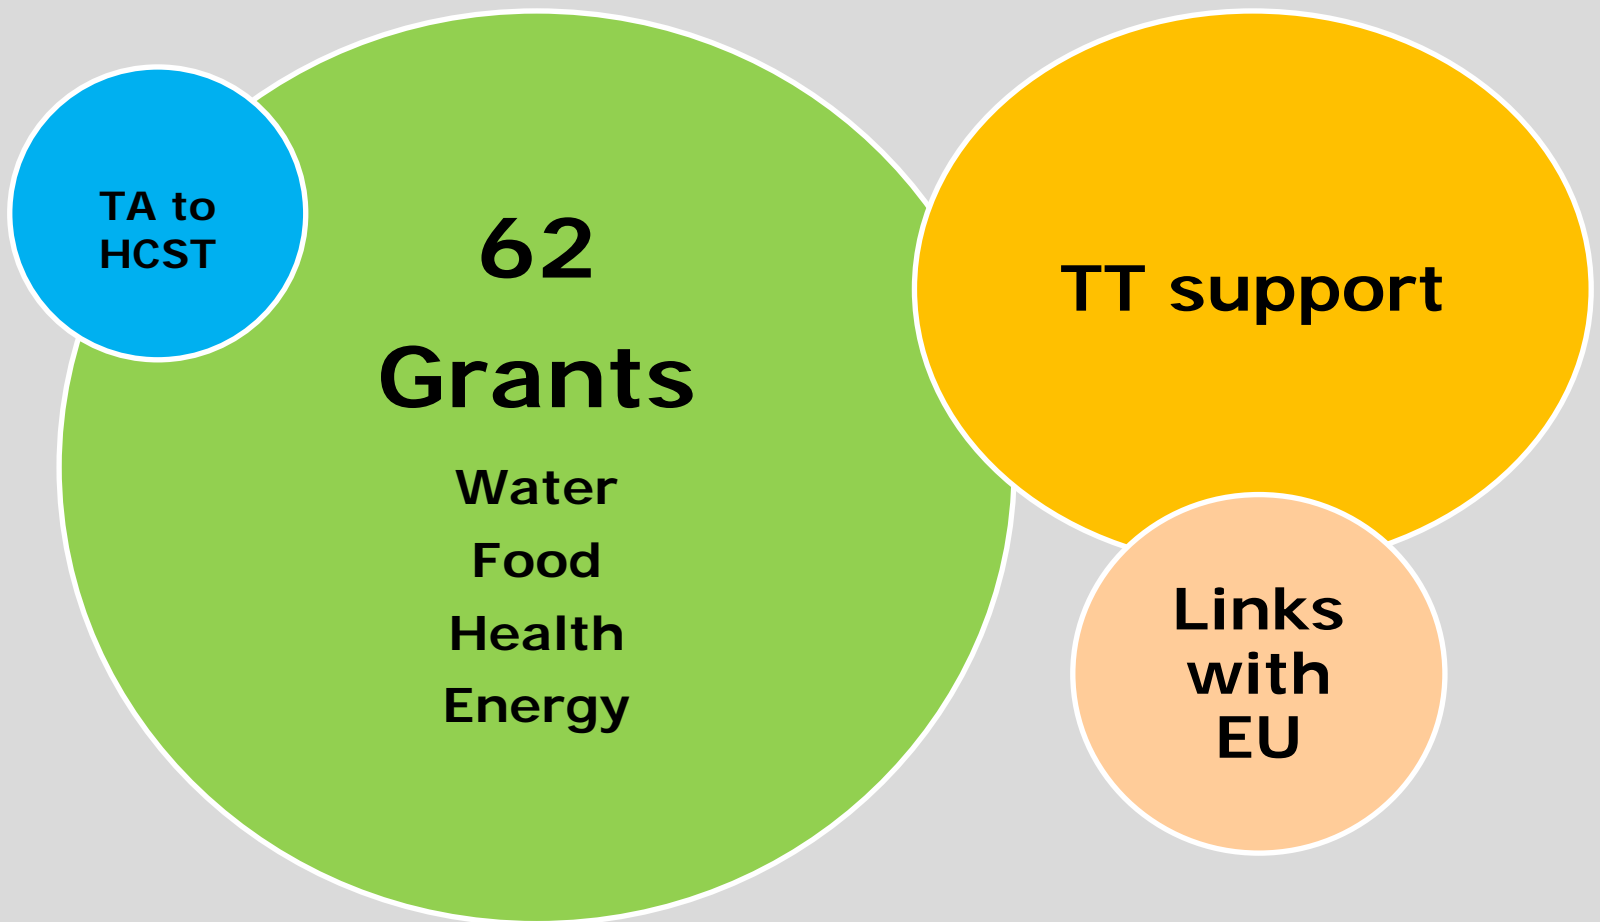 TA to
HCST
62
Grants
Water
Food
Health
Energy
TT support
Links
with
EU